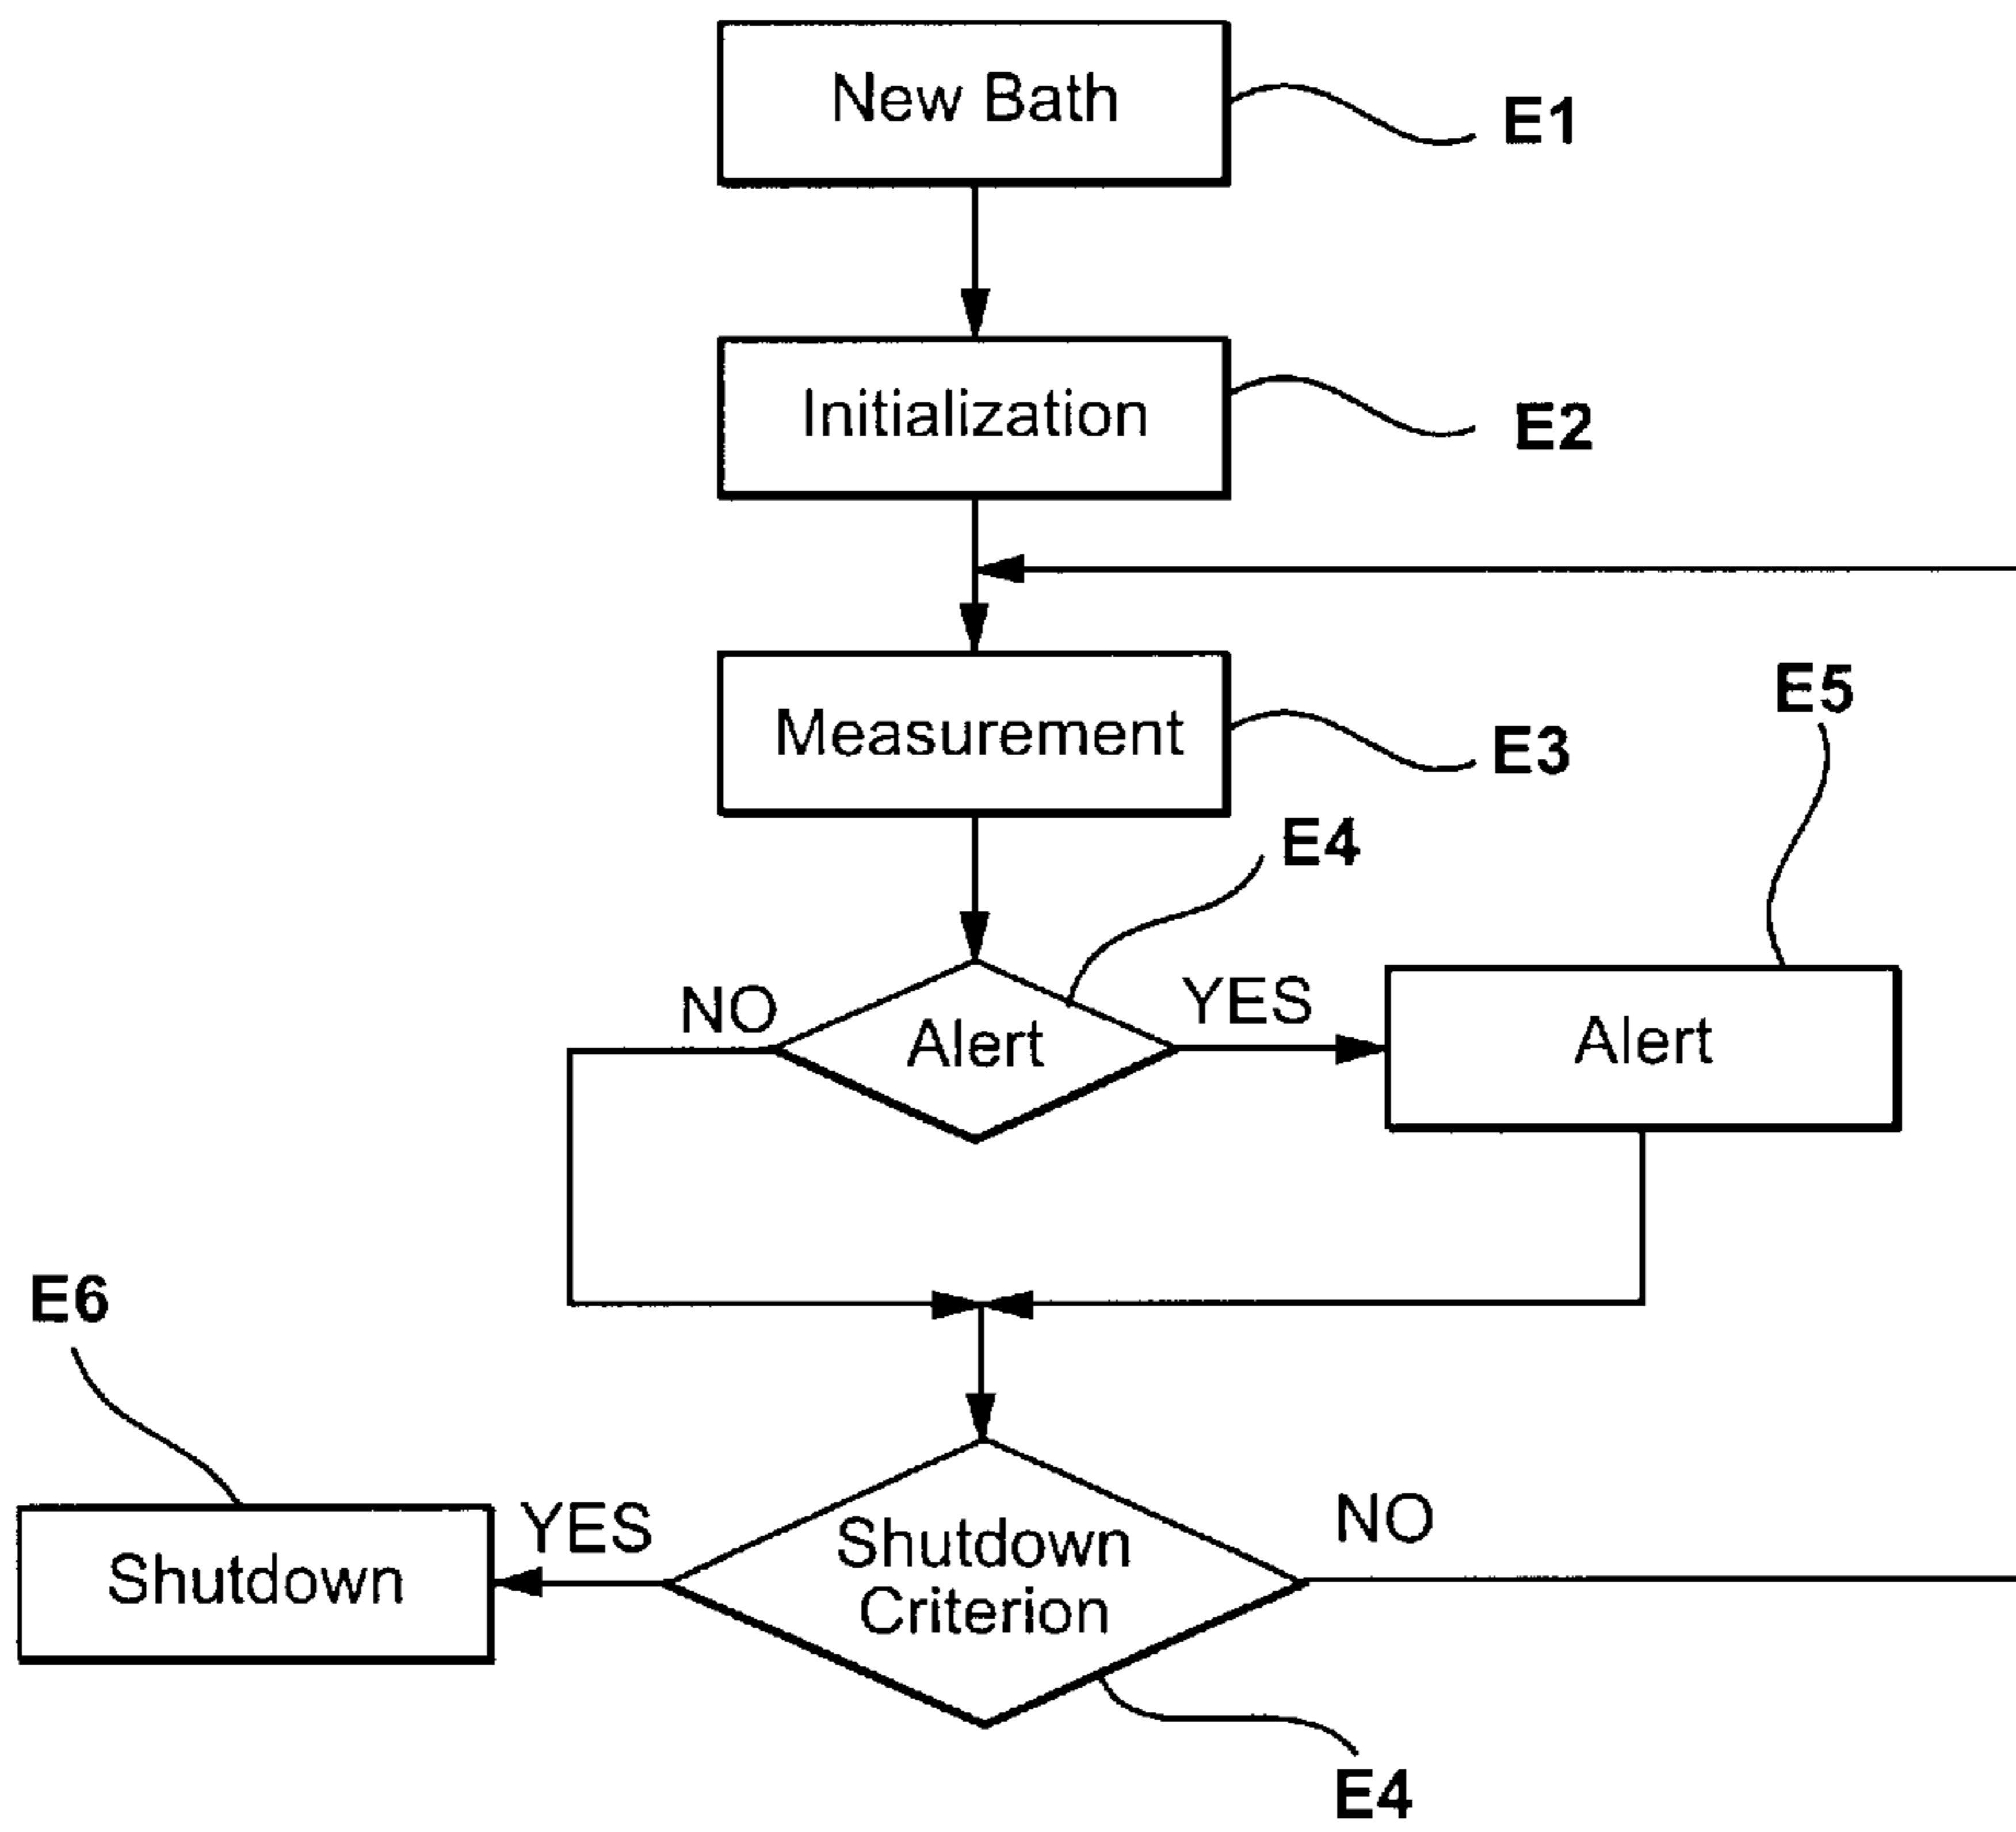 New Bath
E1
Initialization
E2
Measurement
E3
E5
E4
NO
Alert
YES
Alert
E6
Shutdown
YES
Shutdown
Criterion
NO
E4